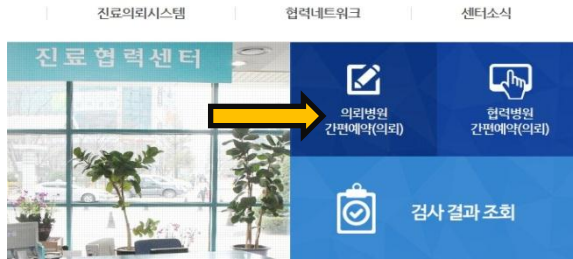 진료의뢰시스템
협력네트워크
센터소식
진료협력센터
의뢰병원
간편예약(의뢰)
협력병원
간편예약(의뢰)
검사 결과 조회